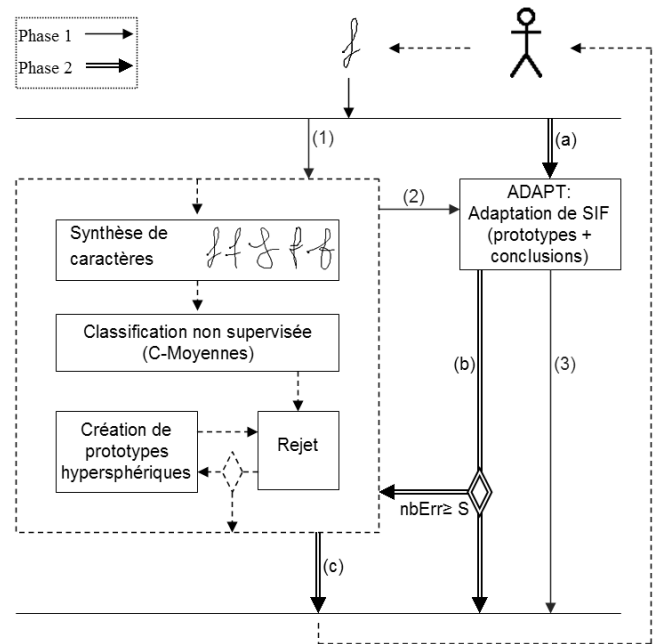 Phase 1
Phase 2
(1)
(a)
(2)
ADAPT:
Adaptation de SIF
(prototypes +
conclusions)
Synthèse de
caractères
Classification non supervisée
(C-Moyennes)
(b)
(3)
Création de
prototypes
hypersphériques
Rejet
nbErr≥ S
(c)